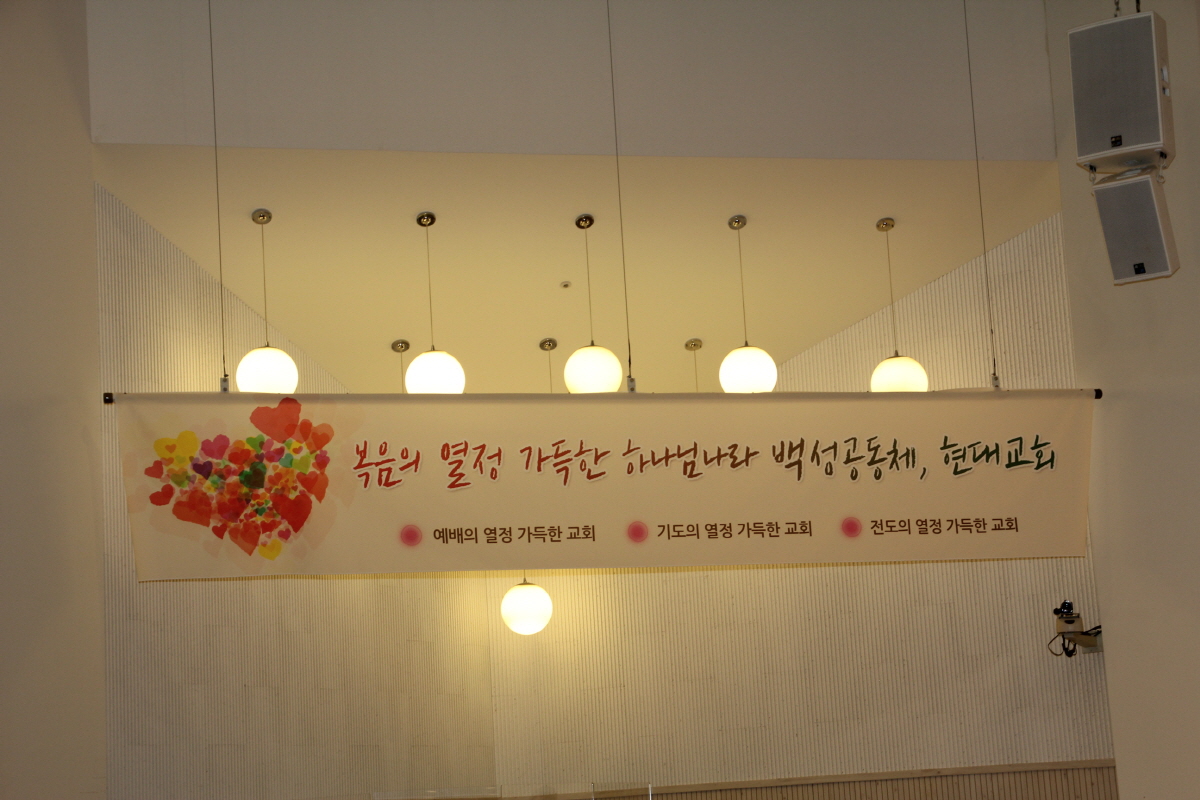 복음의 열정 가득한 하나님나라 백성공동체, 현대교회
예배의 열정 가득한 교회 기도의 열정 가득한 교회 전도의 열정 가득한 교회